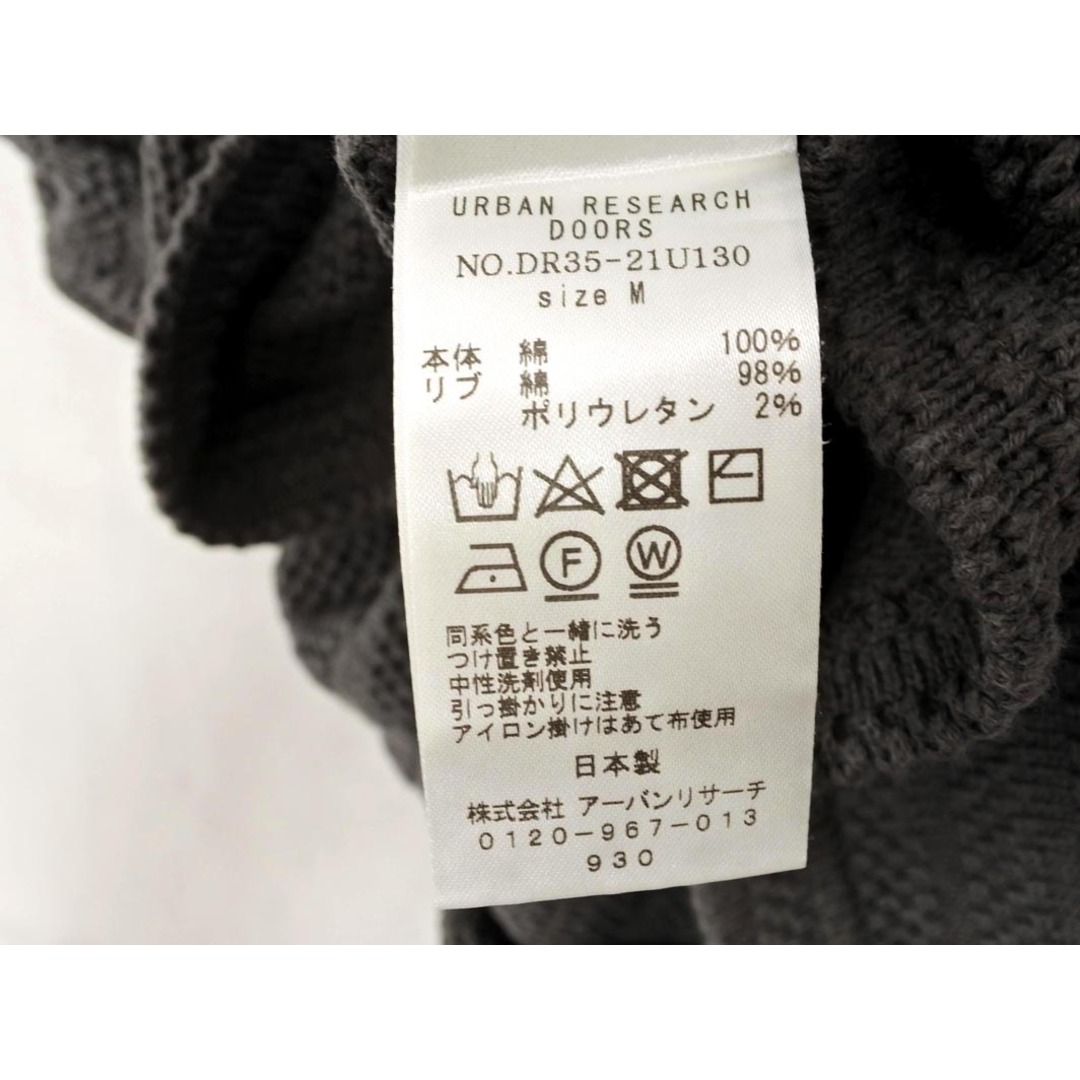 URBAN RESEARCH
DOORS
NO.DR35-21U130
size M
本体 綿 100%
リブ 綿 98%
ポリウレタン 2%
F W
同系色と一緒に洗う
つけ置き禁止
中性洗剤使用
引っ掛かりに注意
アイロン掛けはあて布使用
日本製
株式会社 アーバンリサーチ
0120-967-013
930